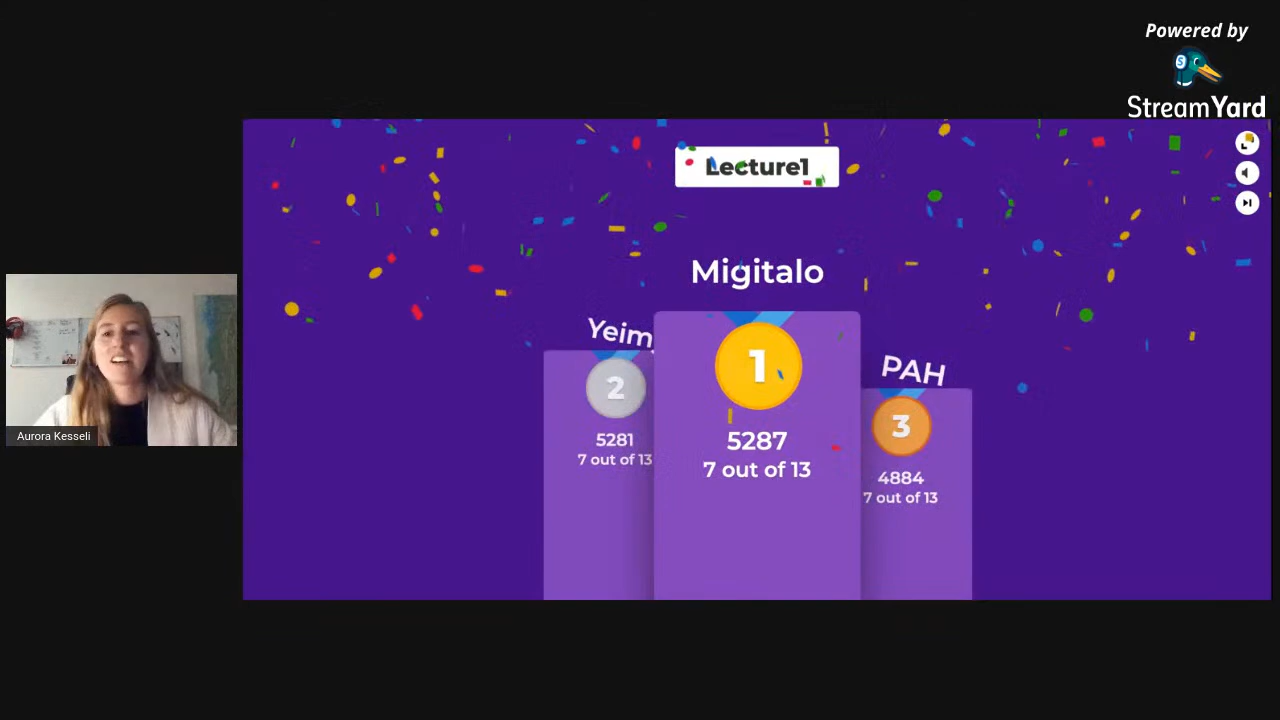 Powered by
StreamYard
Lecture1
Migitalo
1
5287
7 out of 13
2
5281
7 out of 13
PAH
3
4884
7 out of 13
Aurora Kesseli